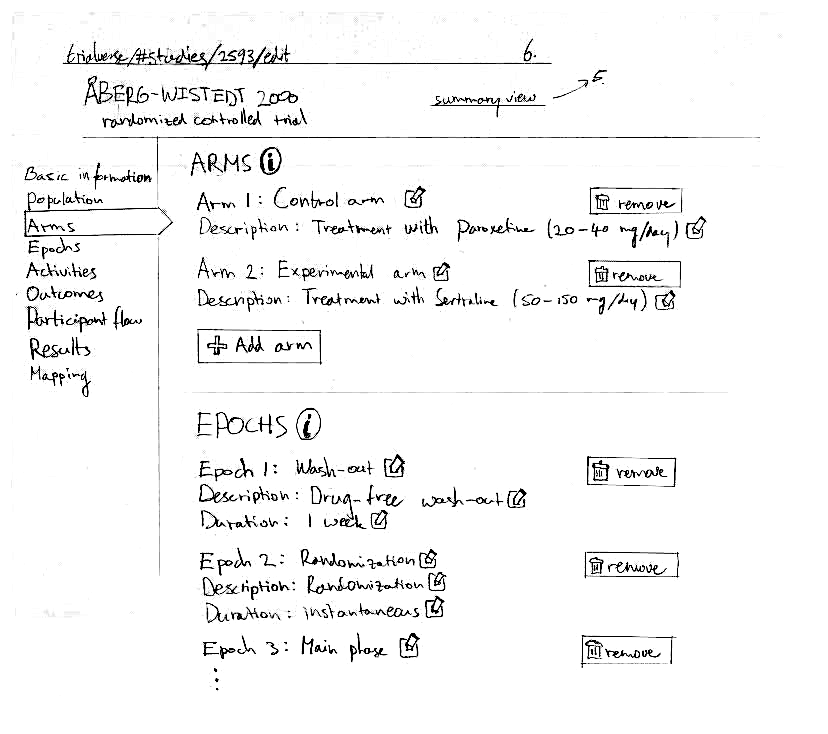 trialverse/#studies/2593/edit 6.
ÅBERG-WISTEDT 2000
randomized controlled trial
summary view 5.
Basic information
Population
Arms
Epochs
Activities
Outcomes
Participant flow
Results
Mapping
ARMS i
Arm 1: Control arm remove
Description: Treatment with Paroxetine (20-40 mg/day)
Arm 2: Experimental arm remove
Description: Treatment with Sertraline (50-150 mg/day)
+ Add arm
EPOCHS i
Epoch 1: Wash-out remove
Description: Drug-free wash-out
Duration: 1 week
Epoch 2: Randomization remove
Description: Randomization
Duration: instantaneous
Epoch 3: Main phase remove
⋮